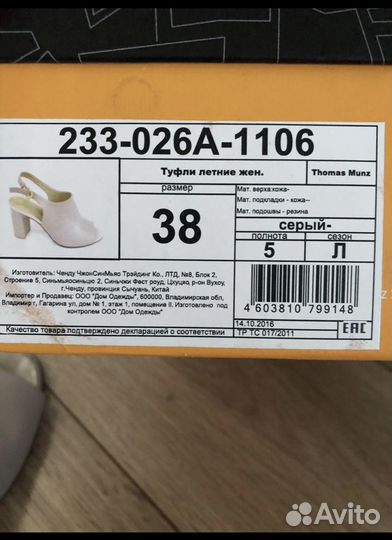 233-026A-1106
Туфли летние жен.
Thomas Munz
размер
38
Мат. верха:кожа-
Мат. подкладки - кожа--
Мат. подошвы - резина
серый-
полнота
сезон
5
Л
Изготовитель: Ченду ЧжонСинМьяо Трэйдинг Ко., ЛТД, №8, Блок 2,
Строение 5, Синьмьяосиньцю 2, Синьюки Фест роуд, Цхуцяо, р-он Вухоу,
г.Ченду, провинция Сычуань, Китай
Импортер и Продавец: ООО "Дом Одежды", 600000, Владимирская обл,
Владимир г, Гагарина ул, дом № 1, этаж 1, помещение II. Изготовлено под
контролем ООО "Дом Одежды"
4 603810 799148
14.10.2016
Качество товара подтверждено декларацией о соответствии
ТР ТС 017/2011
EAC
Avito